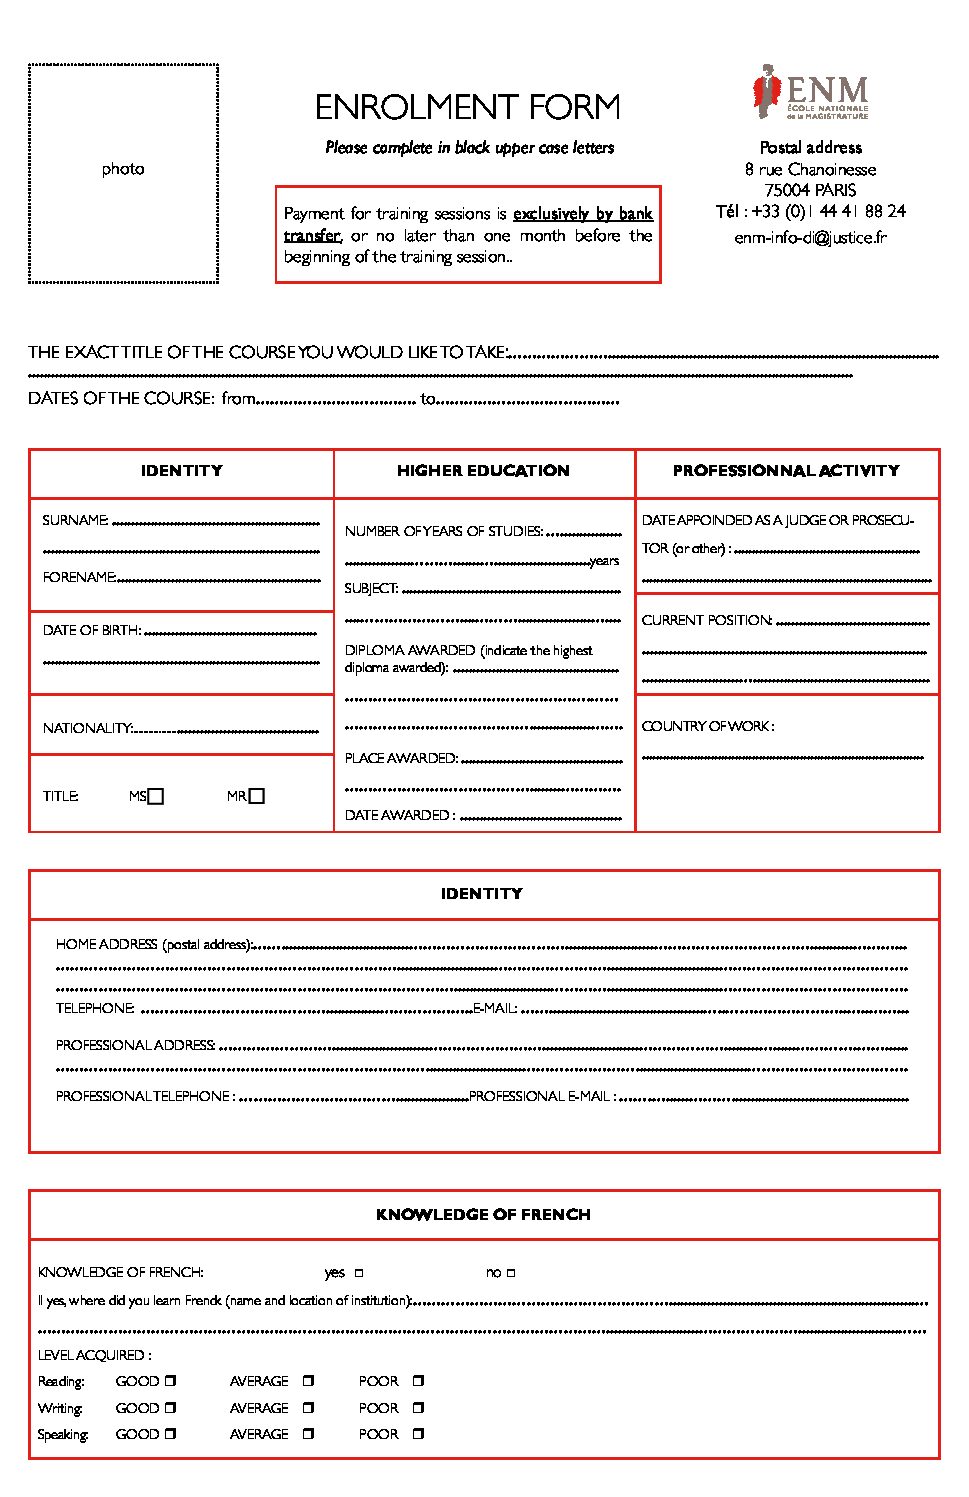 photo
ENROLMENT FORM
Please complete in black upper case letters
Payment for training sessions is exclusively by bank
transfer, or no later than one month before the
beginning of the training session..
ENM
ÉCOLE NATIONALE
de la MAGISTRATURE
Postal address
8 rue Chanoinesse
75004 PARIS
Tél : +33 (0)1 44 41 88 24
enm-info-di@justice.fr
THE EXACT TITLE OF THE COURSE YOU WOULD LIKE TO TAKE:
DATES OF THE COURSE: from to
IDENTITY
SURNAME:
FORENAME:
DATE OF BIRTH:
NATIONALITY:
TITLE: MS MR
HIGHER EDUCATION
NUMBER OF YEARS OF STUDIES:
years
SUBJECT:
DIPLOMA AWARDED (indicate the highest
diploma awarded):
PLACE AWARDED:
DATE AWARDED :
PROFESSIONNAL ACTIVITY
DATE APPOINDED AS A JUDGE OR PROSECU-
TOR (or other) :
CURRENT POSITION:
COUNTRY OF WORK :
IDENTITY
HOME ADDRESS (postal address):
TELEPHONE: E-MAIL:
PROFESSIONAL ADDRESS:
PROFESSIONAL TELEPHONE : PROFESSIONAL E-MAIL :
KNOWLEDGE OF FRENCH
KNOWLEDGE OF FRENCH: yes no
II yes, where did you learn Frenck (name and location of institution):
LEVEL ACQUIRED :
Reading: GOOD AVERAGE POOR
Writing: GOOD AVERAGE POOR
Speaking: GOOD AVERAGE POOR